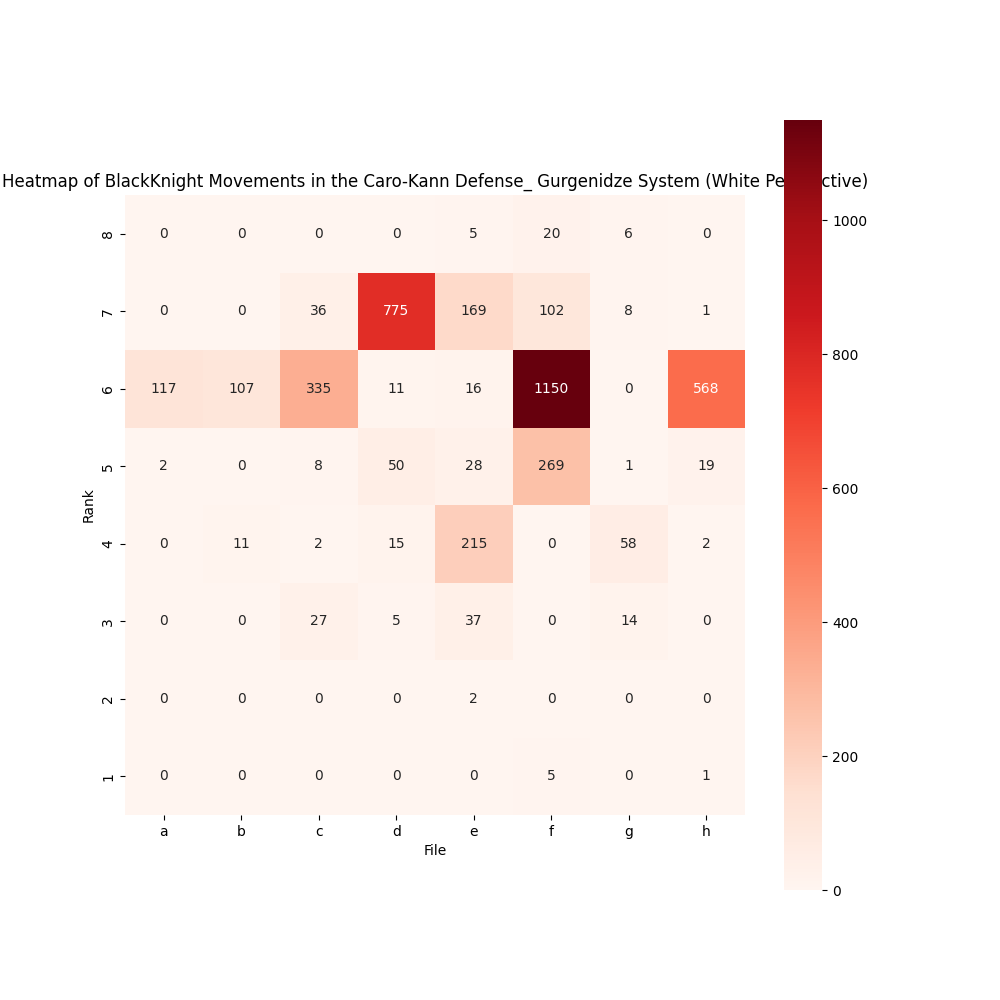 Heatmap of BlackKnight Movements in the Caro-Kann Defense_ Gurgenidze System (White Pe ctive)
8 0 0 0 0 5 20 6 0
7 0 0 36 775 169 102 8 1
6 117 107 335 11 16 1150 0 568
5 2 0 8 50 28 269 1 19
4 0 11 2 15 215 0 58 2
3 0 0 27 5 37 0 14 0
2 0 0 0 0 2 0 0 0
1 0 0 0 0 0 5 0 1
a b c d e f g h
File
Rank
1000
800
600
400
200
0